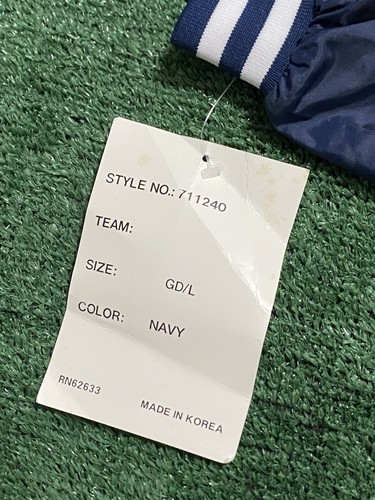 STYLE NO.: 711240
TEAM:
SIZE: GD/L
COLOR: NAVY
RN62633 MADE IN KOREA